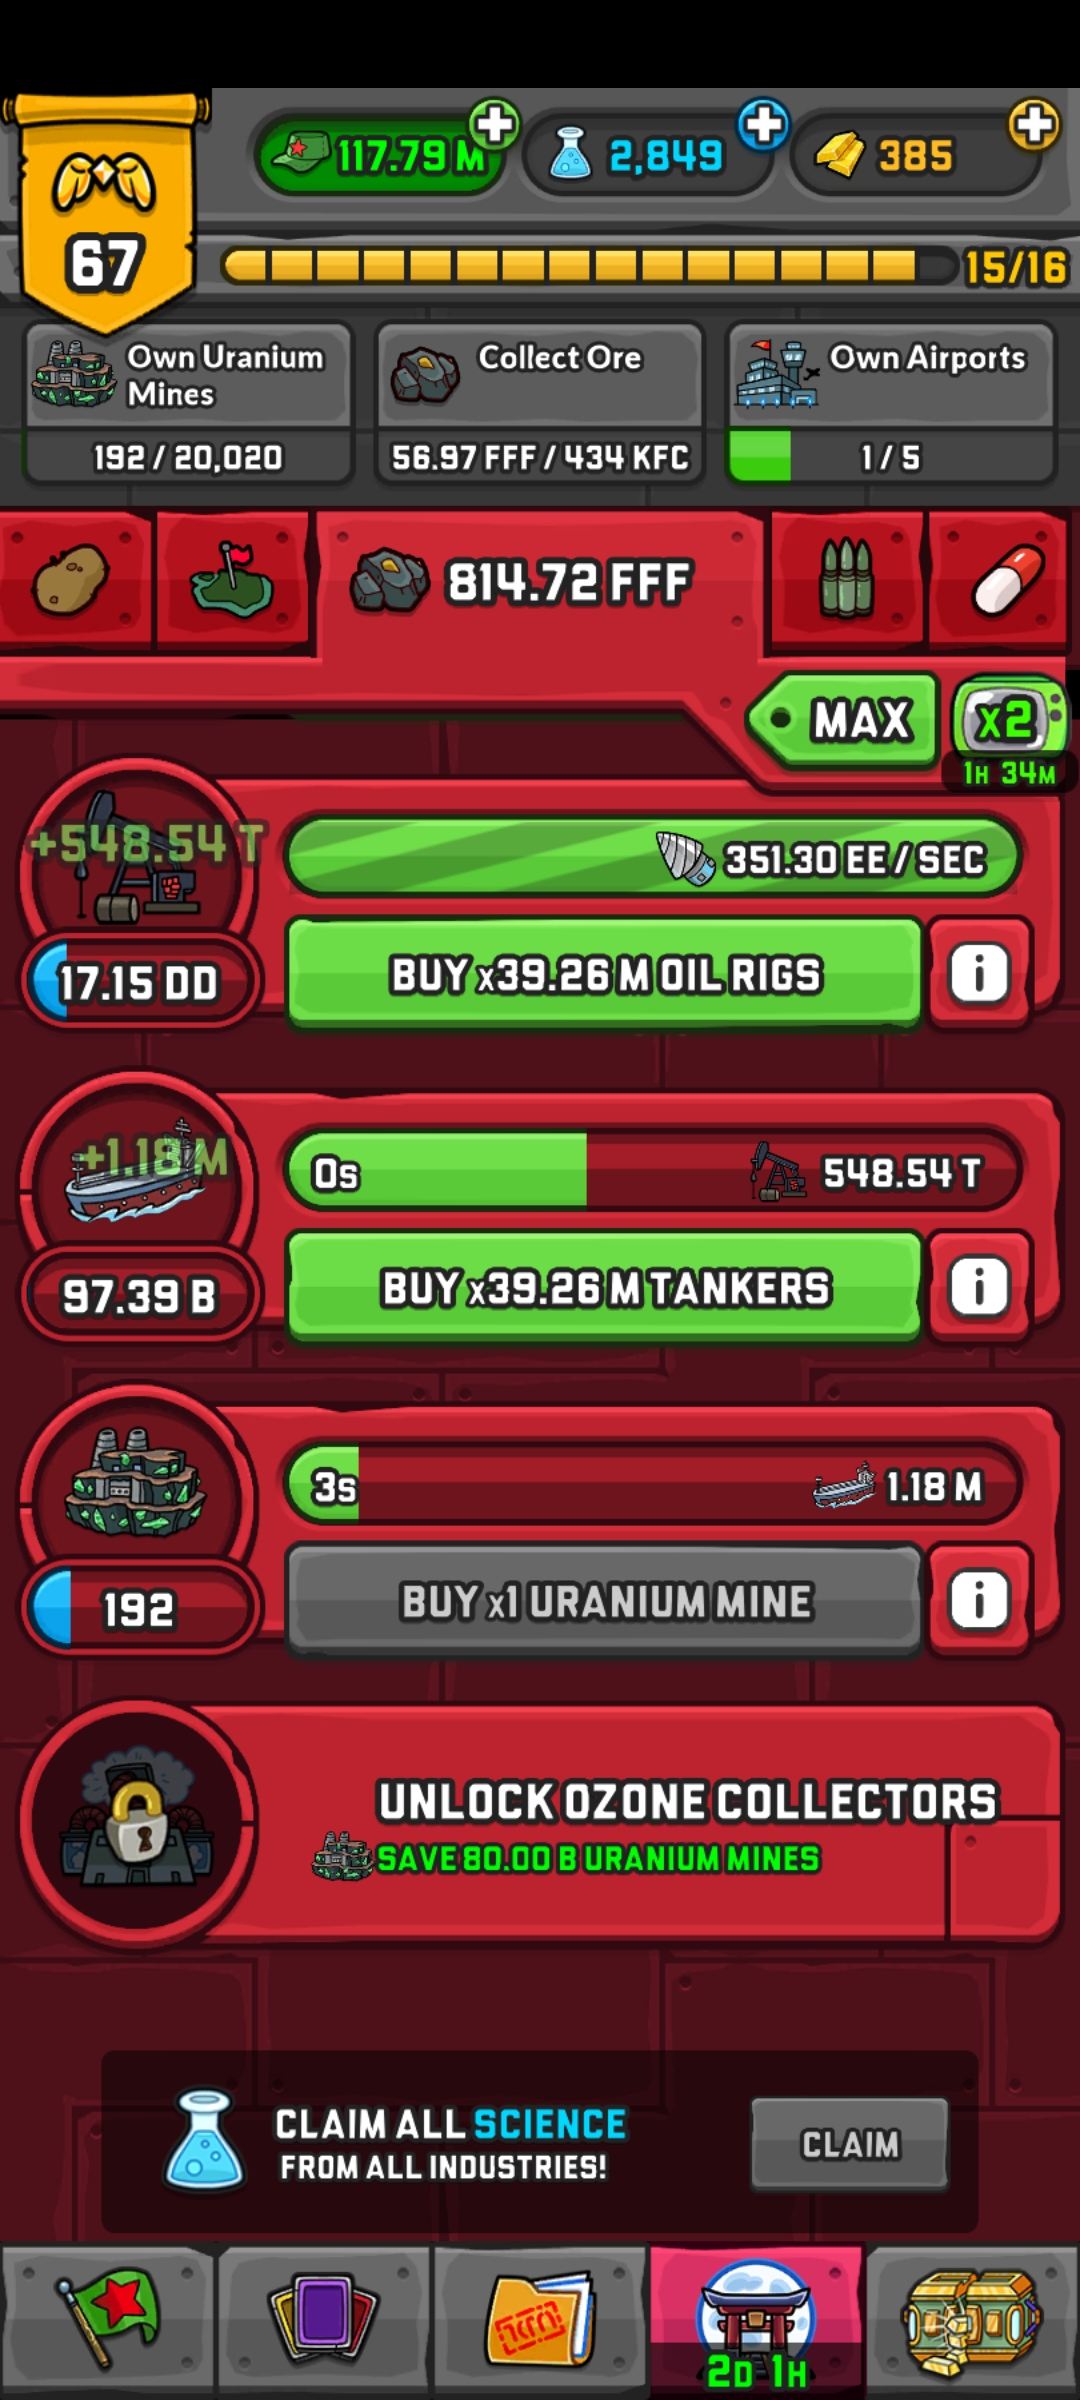 117.79 M
2,849
385
67
15/16
Own Uranium
Mines
192 / 20,020
Collect Ore
56.97 FFF / 434 KFC
Own Airports
1 / 5
814.72 FFF
MAX
x2
1H 34M
+548.54 T
351.30 EE / SEC
17.15 DD
BUY x39.26 M OIL RIGS
i
+1.18 M
0s
548.54 T
97.39 B
BUY x39.26 M TANKERS
i
3s
1.18 M
192
BUY x1 URANIUM MINE
i
UNLOCK OZONE COLLECTORS
SAVE 80.00 B URANIUM MINES
CLAIM ALL SCIENCE
FROM ALL INDUSTRIES!
CLAIM
2D 1H